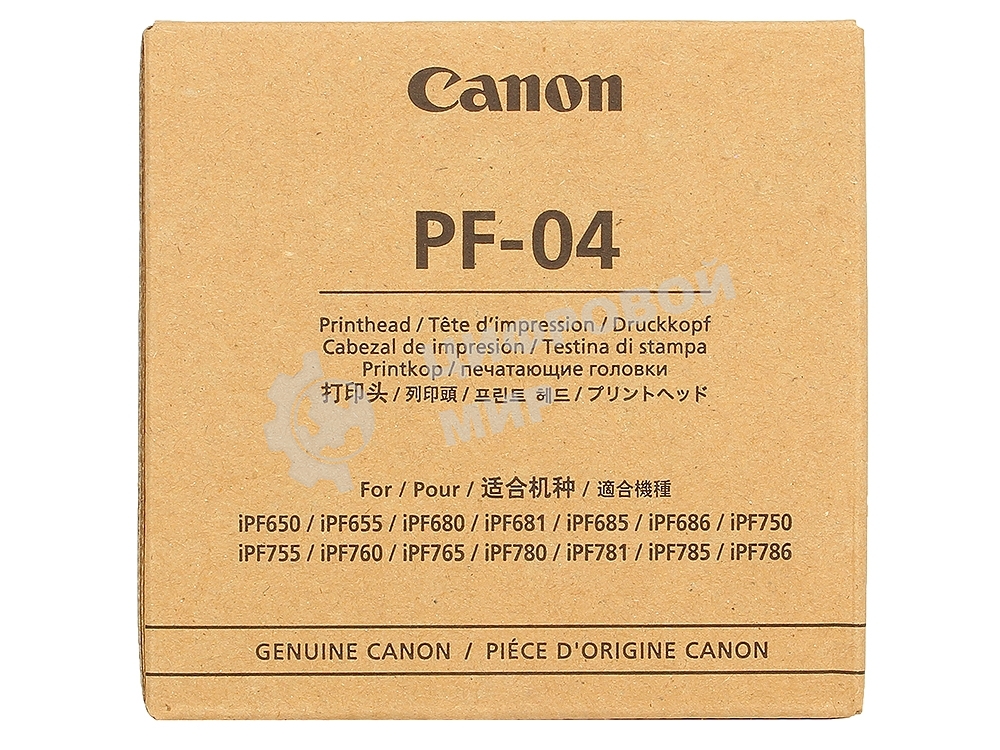 Canon
PF-04
Printhead / Tête d'impression / Druckkopf
Cabezal de impresión / Testina di stampa
Printkop / печатающие головки
打印头 / 列印頭 / 프린트 헤드 / プリントヘッド
ЦИФРОВОЙ
МИР
For / Pour / 适合机种 / 適合機種
iPF650 / iPF655 / iPF680 / iPF681 / iPF685 / iPF686 / iPF750
iPF755 / iPF760 / iPF765 / iPF780 / iPF781 / iPF785 / iPF786
GENUINE CANON / PIÉCE D'ORIGINE CANON